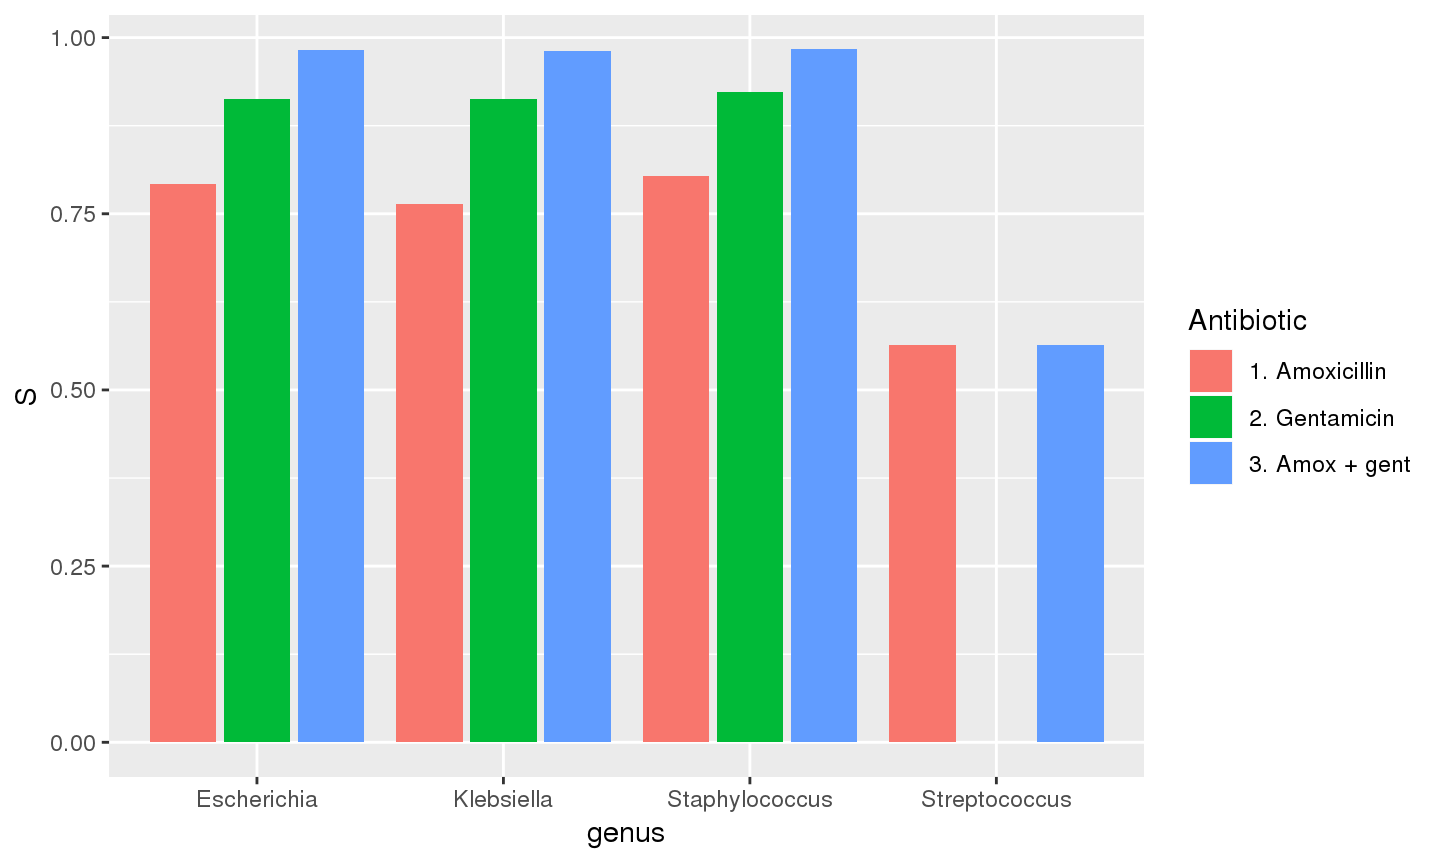 1.00
0.75
0.50
0.25
0.00
S
Escherichia
Klebsiella
Staphylococcus
Streptococcus
genus
Antibiotic
1. Amoxicillin
2. Gentamicin
3. Amox + gent